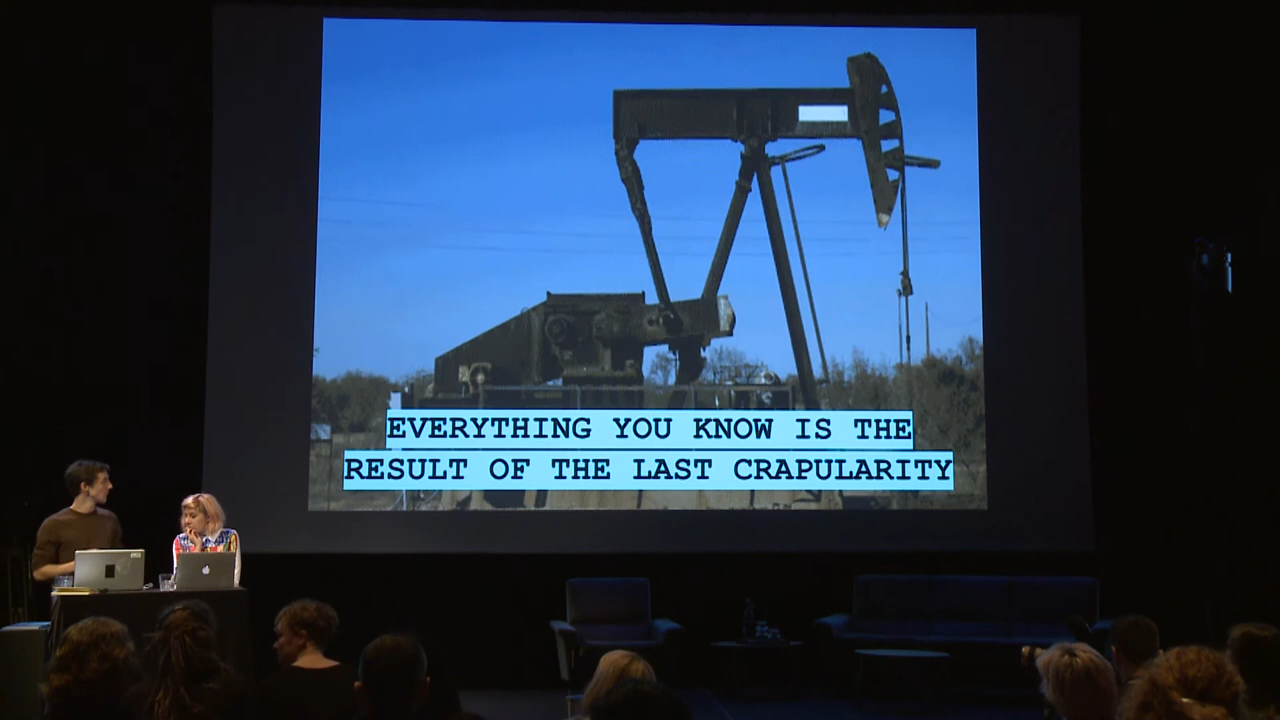 EVERYTHING YOU KNOW IS THE
RESULT OF THE LAST CRAPULARITY